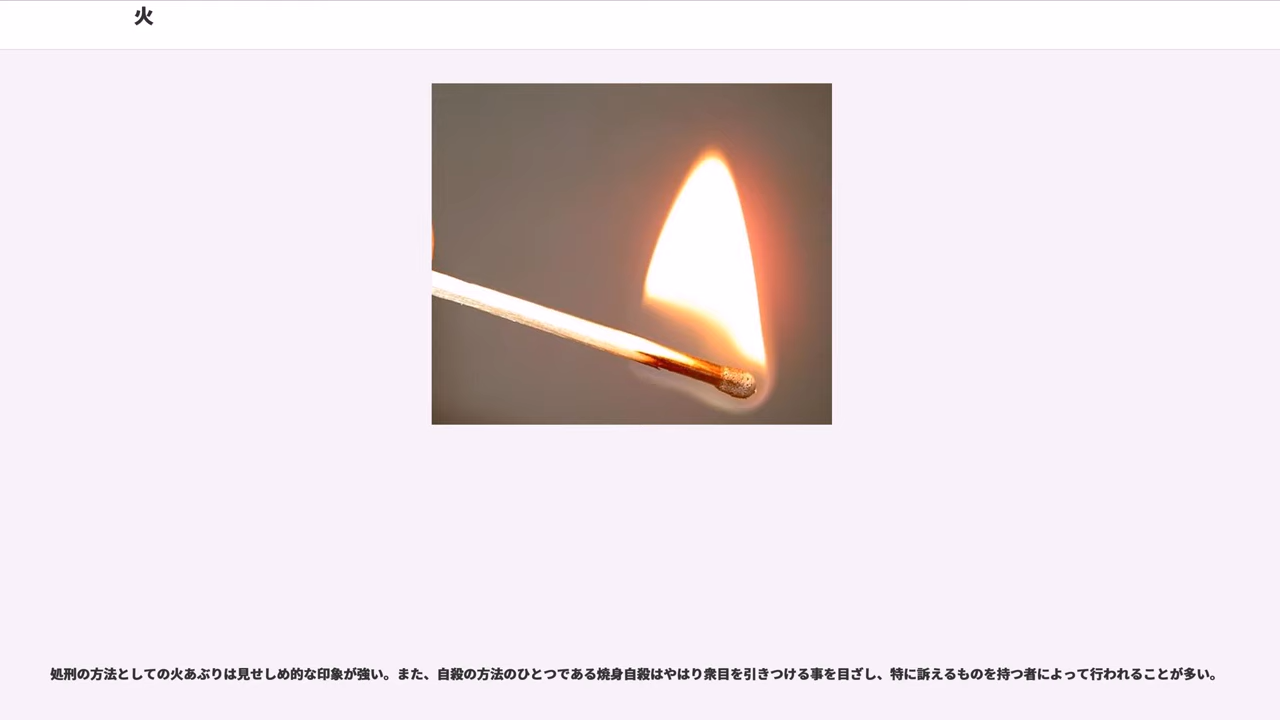 火
処刑の方法としての火あぶりは見せしめ的な印象が強い。また、自殺の方法のひとつである焼身自殺はやはり衆目を引きつける事を目ざし、特に訴えるものを持つ者によって行われることが多い。